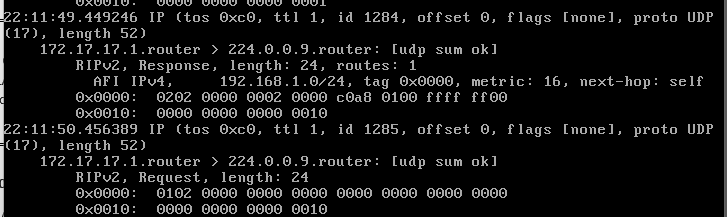 0x0010:  0000 0000 0000 0001
22:11:49.449246 IP (tos 0xc0, ttl 1, id 1284, offset 0, flags [none], proto UDP
(17), length 52)
172.17.17.1.router > 224.0.0.9.router: [udp sum ok]
RIPv2, Response, length: 24, routes: 1
AFI IPv4,      192.168.1.0/24, tag 0x0000, metric: 16, next-hop: self
0x0000:  0202 0000 0002 0000 c0a8 0100 ffff ff00
0x0010:  0000 0000 0000 0010
22:11:50.456389 IP (tos 0xc0, ttl 1, id 1285, offset 0, flags [none], proto UDP
(17), length 52)
172.17.17.1.router > 224.0.0.9.router: [udp sum ok]
RIPv2, Request, length: 24
0x0000:  0102 0000 0000 0000 0000 0000 0000 0000
0x0010:  0000 0000 0000 0010